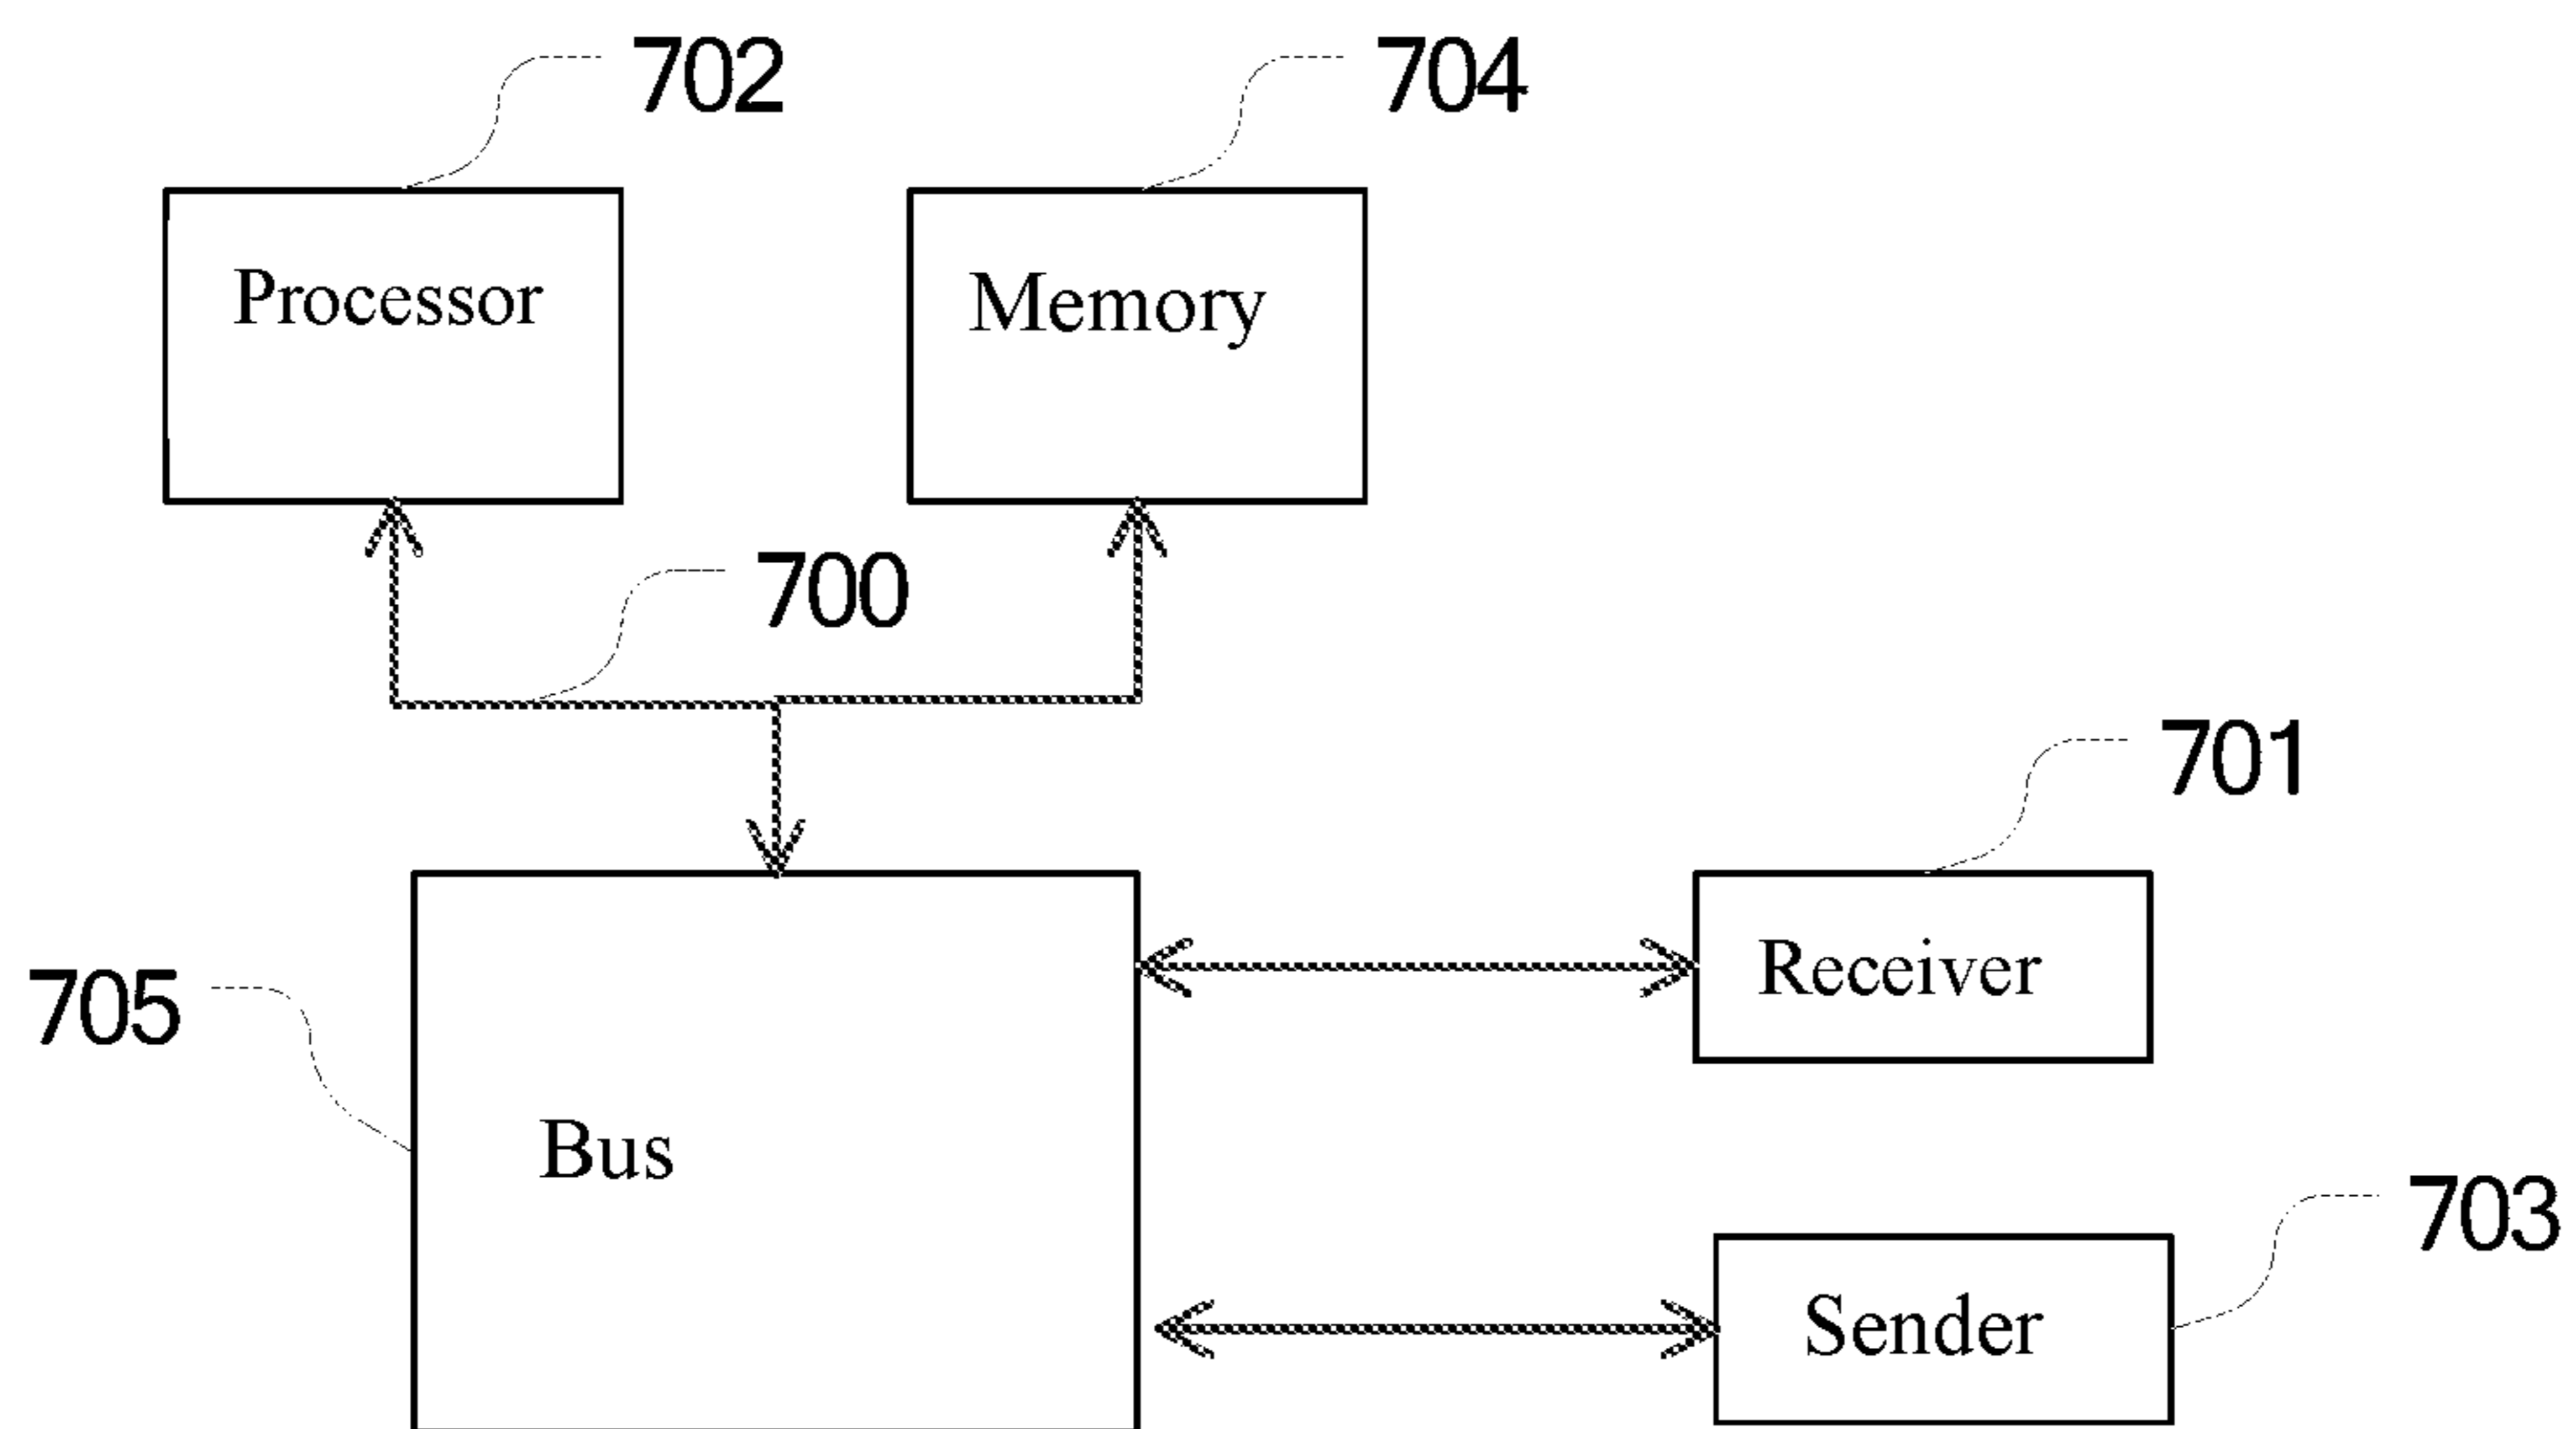 702
704
Processor
Memory
700
701
Receiver
705
Bus
703
Sender